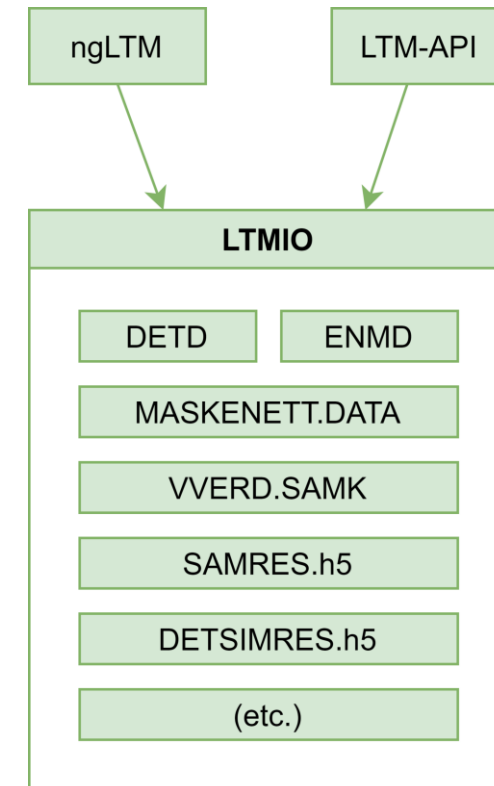 ngLTM LTM-API
LTMIO
DETD ENMD
MASKENETT.DATA
VVERD.SAMK
SAMRES.h5
DETSIMRES.h5
(etc.)